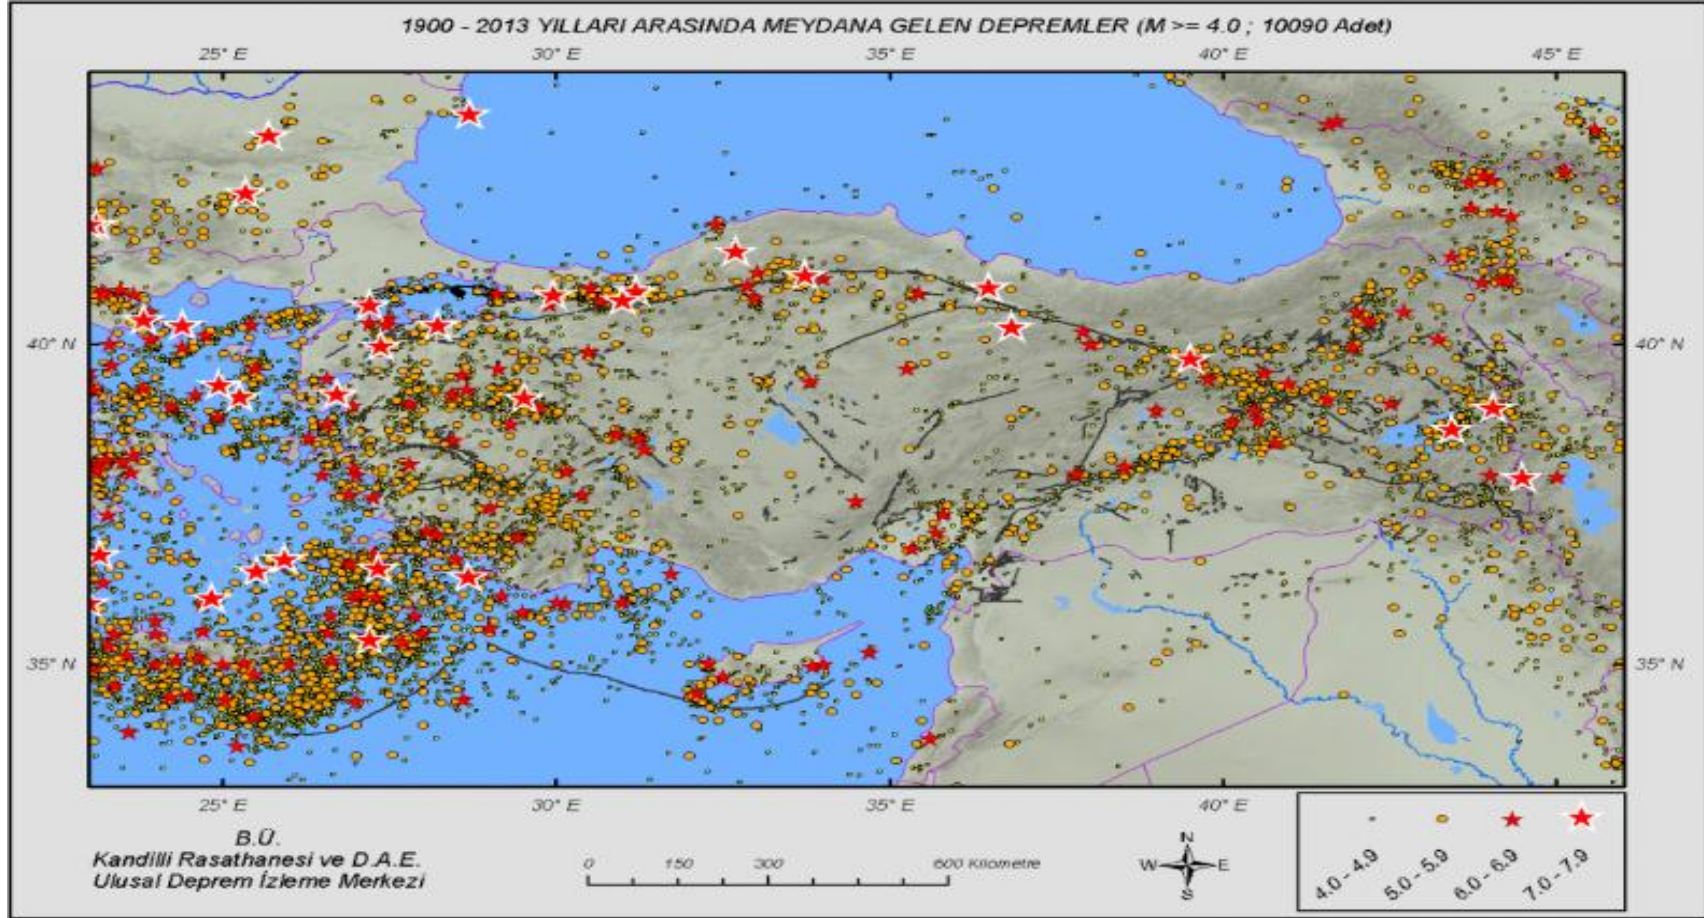 1900 - 2013 YILLARI ARASINDA MEYDANA GELEN DEPREMLER (M >= 4.0 ; 10090 Adet)
25° E 30° E 35° E 40° E 45° E
40° N 40° N
35° N 35° N
25° E 30° E 35° E 40° E
B.Ü.
Kandilli Rasathanesi ve D.A.E.
Ulusal Deprem İzleme Merkezi
0 150 300 600 Kilometre
N
W E
S
4.0 - 4.9 5.0 - 5.9 6.0 - 6.9 7.0 - 7.9